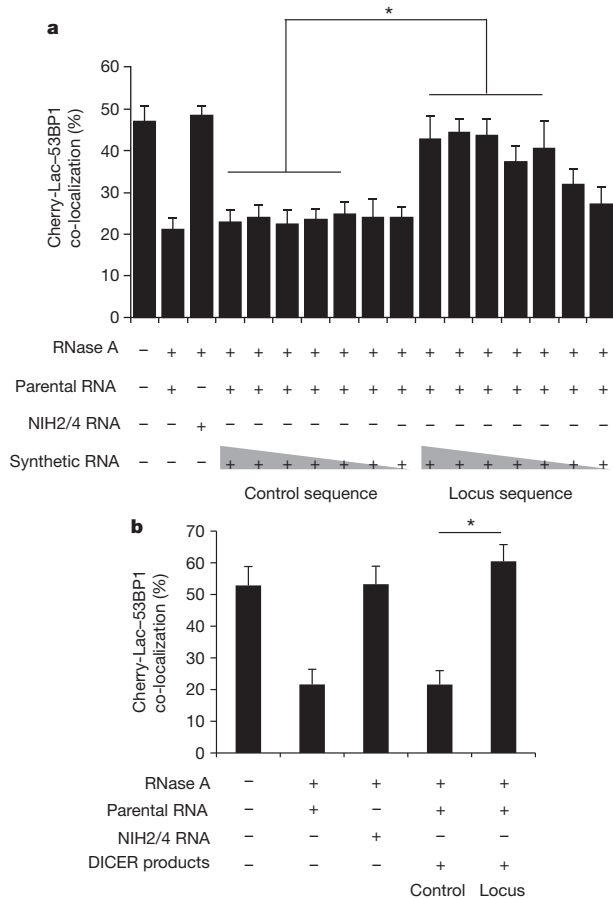 a
*
60
50
40
30
20
10
0
Cherry-Lac–53BP1
co-localization (%)
RNase A – + + + + + + + + + + + + + + + +
Parental RNA – + – + + + + + + + + + + + + + +
NIH2/4 RNA – – + – – – – – – – – – – – – – –
Synthetic RNA – – – + + + + + + + + + + + + + +
Control sequence Locus sequence
b
*
70
60
50
40
30
20
10
0
Cherry-Lac–53BP1
co-localization (%)
RNase A – + + + +
Parental RNA – + – + +
NIH2/4 RNA – – + – –
DICER products – – – + +
Control Locus